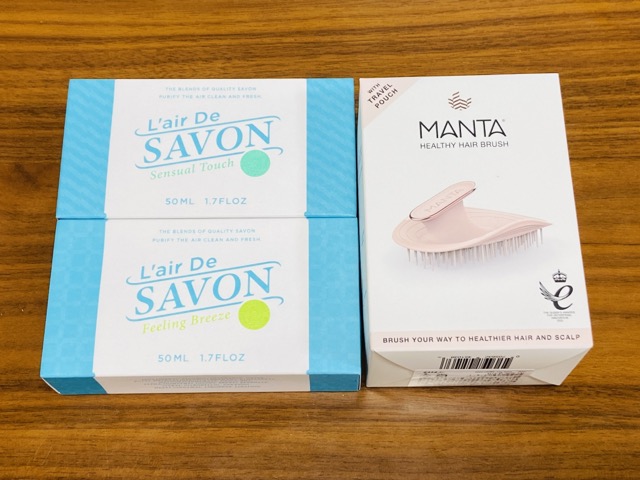 THE BLENDS OF QUALITY SAVON
PURIFY THE AIR CLEAN AND FRESH
L'air De
SAVON
Sensual Touch
50ML 1.7FLOZ
THE BLENDS OF QUALITY SAVON
PURIFY THE AIR CLEAN AND FRESH
L'air De
SAVON
Feeling Breeze
50ML 1.7FLOZ
WITH
TRAVEL
POUCH
MANTA®
HEALTHY HAIR BRUSH
MANTA
BRUSH YOUR WAY TO HEALTHIER HAIR AND SCALP